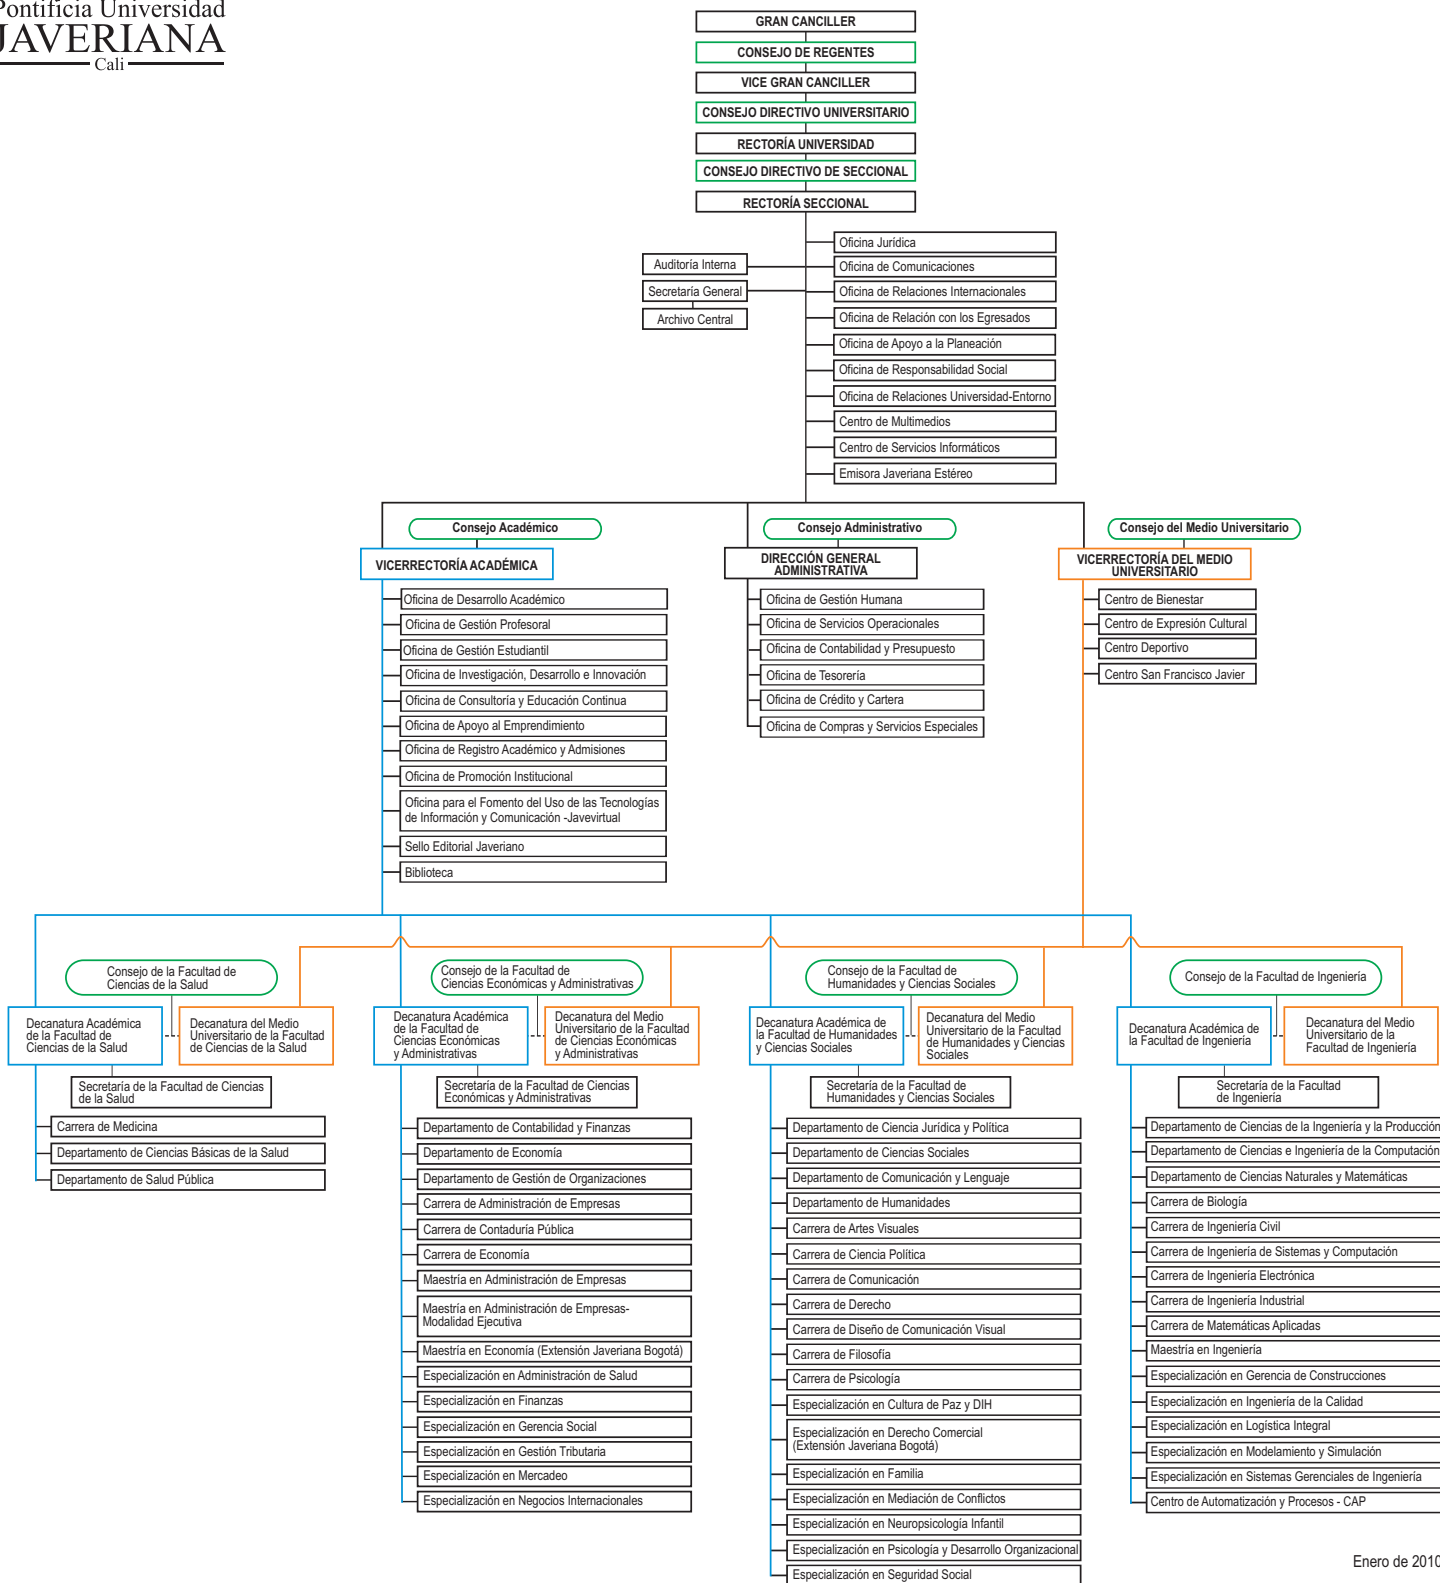 Pontificia Universidad
JAVERIANA
Cali
GRAN CANCILLER
CONSEJO DE REGENTES
VICE GRAN CANCILLER
CONSEJO DIRECTIVO UNIVERSITARIO
RECTORÍA UNIVERSIDAD
CONSEJO DIRECTIVO DE SECCIONAL
RECTORÍA SECCIONAL
Auditoría Interna
Secretaría General
Archivo Central
Oficina Jurídica
Oficina de Comunicaciones
Oficina de Relaciones Internacionales
Oficina de Relación con los Egresados
Oficina de Apoyo a la Planeación
Oficina de Responsabilidad Social
Oficina de Relaciones Universidad-Entorno
Centro de Multimedios
Centro de Servicios Informáticos
Emisora Javeriana Estéreo
Consejo Académico
VICERRECTORÍA ACADÉMICA
Oficina de Desarrollo Académico
Oficina de Gestión Profesoral
Oficina de Gestión Estudiantil
Oficina de Investigación, Desarrollo e Innovación
Oficina de Consultoría y Educación Continua
Oficina de Apoyo al Emprendimiento
Oficina de Registro Académico y Admisiones
Oficina de Promoción Institucional
Oficina para el Fomento del Uso de las Tecnologías
de Información y Comunicación -Javevirtual
Sello Editorial Javeriano
Biblioteca
Consejo Administrativo
DIRECCIÓN GENERAL
ADMINISTRATIVA
Oficina de Gestión Humana
Oficina de Servicios Operacionales
Oficina de Contabilidad y Presupuesto
Oficina de Tesorería
Oficina de Crédito y Cartera
Oficina de Compras y Servicios Especiales
Consejo del Medio Universitario
VICERRECTORÍA DEL MEDIO
UNIVERSITARIO
Centro de Bienestar
Centro de Expresión Cultural
Centro Deportivo
Centro San Francisco Javier
Consejo de la Facultad de
Ciencias de la Salud
Decanatura Académica
de la Facultad de
Ciencias de la Salud
Decanatura del Medio
Universitario de la Facultad
de Ciencias de la Salud
Secretaría de la Facultad de Ciencias
de la Salud
Carrera de Medicina
Departamento de Ciencias Básicas de la Salud
Departamento de Salud Pública
Consejo de la Facultad de
Ciencias Económicas y Administrativas
Decanatura Académica
de la Facultad de
Ciencias Económicas
y Administrativas
Decanatura del Medio
Universitario de la Facultad
de Ciencias Económicas
y Administrativas
Secretaría de la Facultad de Ciencias
Económicas y Administrativas
Departamento de Contabilidad y Finanzas
Departamento de Economía
Departamento de Gestión de Organizaciones
Carrera de Administración de Empresas
Carrera de Contaduría Pública
Carrera de Economía
Maestría en Administración de Empresas
Maestría en Administración de Empresas-
Modalidad Ejecutiva
Maestría en Economía (Extensión Javeriana Bogotá)
Especialización en Administración de Salud
Especialización en Finanzas
Especialización en Gerencia Social
Especialización en Gestión Tributaria
Especialización en Mercadeo
Especialización en Negocios Internacionales
Consejo de la Facultad de
Humanidades y Ciencias Sociales
Decanatura Académica de
la Facultad de Humanidades
y Ciencias Sociales
Decanatura del Medio
Universitario de la Facultad
de Humanidades y Ciencias
Sociales
Secretaría de la Facultad de
Humanidades y Ciencias Sociales
Departamento de Ciencia Jurídica y Política
Departamento de Ciencias Sociales
Departamento de Comunicación y Lenguaje
Departamento de Humanidades
Carrera de Artes Visuales
Carrera de Ciencia Política
Carrera de Comunicación
Carrera de Derecho
Carrera de Diseño de Comunicación Visual
Carrera de Filosofía
Carrera de Psicología
Especialización en Cultura de Paz y DIH
Especialización en Derecho Comercial
(Extensión Javeriana Bogotá)
Especialización en Familia
Especialización en Mediación de Conflictos
Especialización en Neuropsicología Infantil
Especialización en Psicología y Desarrollo Organizacional
Especialización en Seguridad Social
Consejo de la Facultad de Ingeniería
Decanatura Académica de
la Facultad de Ingeniería
Decanatura del Medio
Universitario de la
Facultad de Ingeniería
Secretaría de la Facultad
de Ingeniería
Departamento de Ciencias de la Ingeniería y la Producción
Departamento de Ciencias e Ingeniería de la Computación
Departamento de Ciencias Naturales y Matemáticas
Carrera de Biología
Carrera de Ingeniería Civil
Carrera de Ingeniería de Sistemas y Computación
Carrera de Ingeniería Electrónica
Carrera de Ingeniería Industrial
Carrera de Matemáticas Aplicadas
Maestría en Ingeniería
Especialización en Gerencia de Construcciones
Especialización en Ingeniería de la Calidad
Especialización en Logística Integral
Especialización en Modelamiento y Simulación
Especialización en Sistemas Gerenciales de Ingeniería
Centro de Automatización y Procesos - CAP
Enero de 2010